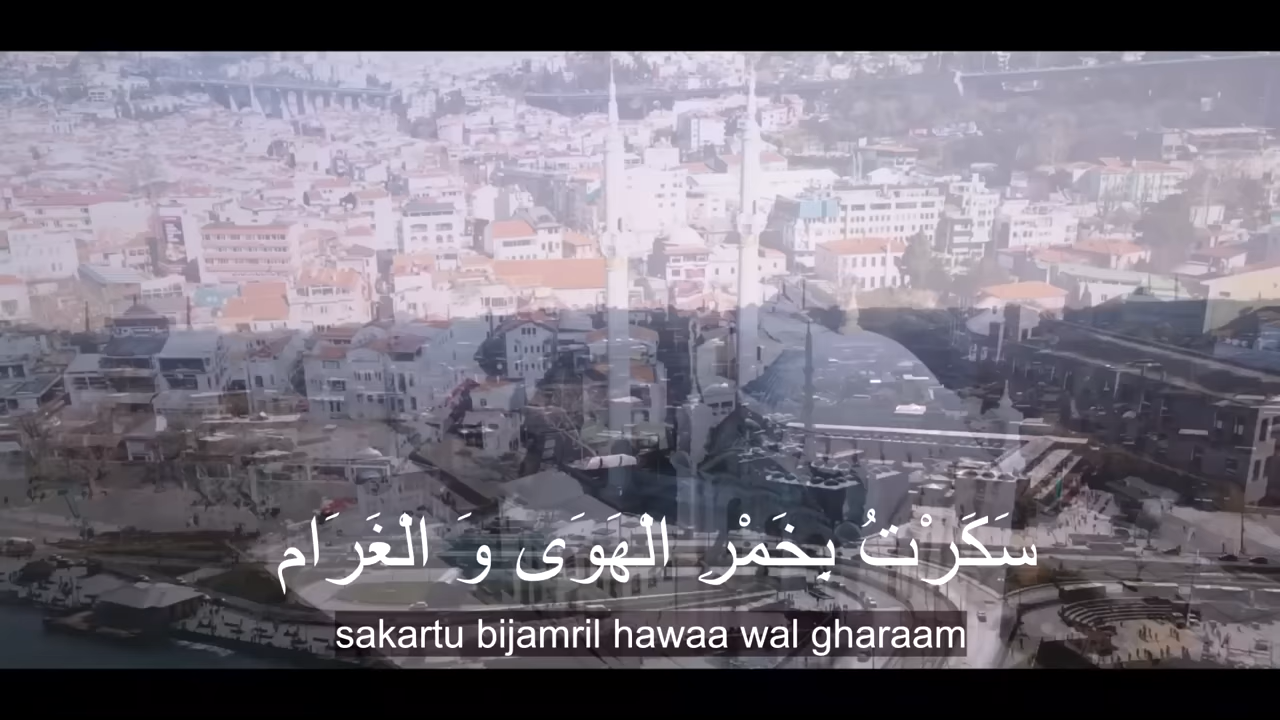 سَكَرْتُ بِخَمْرِ الْهَوَى وَ الْغَرَام
sakartu bijamril hawaa wal gharaam